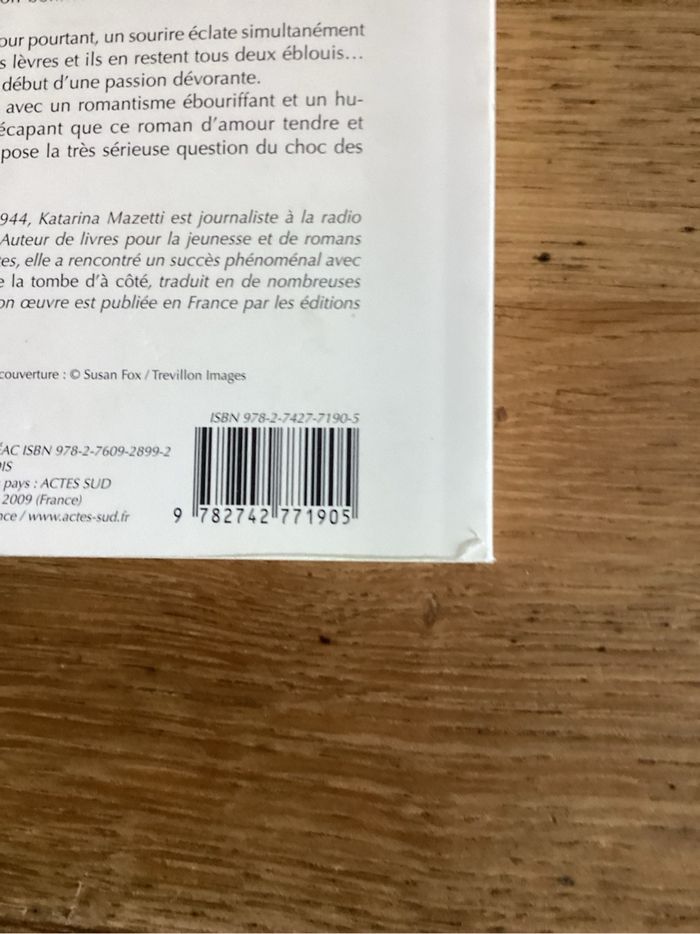 our pourtant, un sourire éclate simultanément
s lèvres et ils en restent tous deux éblouis…
début d'une passion dévorante.
avec un romantisme ébouriffant et un hu-
écapant que ce roman d'amour tendre et
pose la très sérieuse question du choc des
944, Katarina Mazetti est journaliste à la radio
Auteur de livres pour la jeunesse et de romans
es, elle a rencontré un succès phénoménal avec
e la tombe d'à côté, traduit en de nombreuses
on œuvre est publiée en France par les éditions
couverture : © Susan Fox / Trevillon Images
ISBN 978-2-7427-7190-5
ÉAC ISBN 978-2-7609-2899-2
IS
pays : ACTES SUD
2009 (France)
nce / www.actes-sud.fr
9 782742 771905